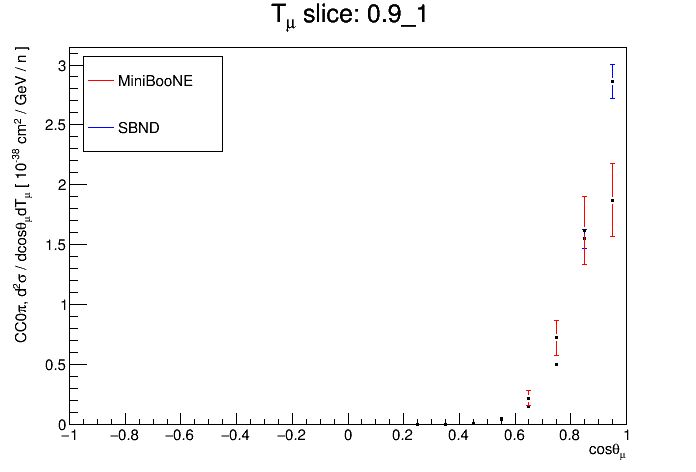 T_μ slice: 0.9_1
CC0π, d²σ / dcosθ_μdT_μ [ 10⁻³⁸ cm² / GeV / n ]
3
2.5
2
1.5
1
0.5
0
MiniBooNE
SBND
−1 −0.8 −0.6 −0.4 −0.2 0 0.2 0.4 0.6 0.8 1
cosθ_μ